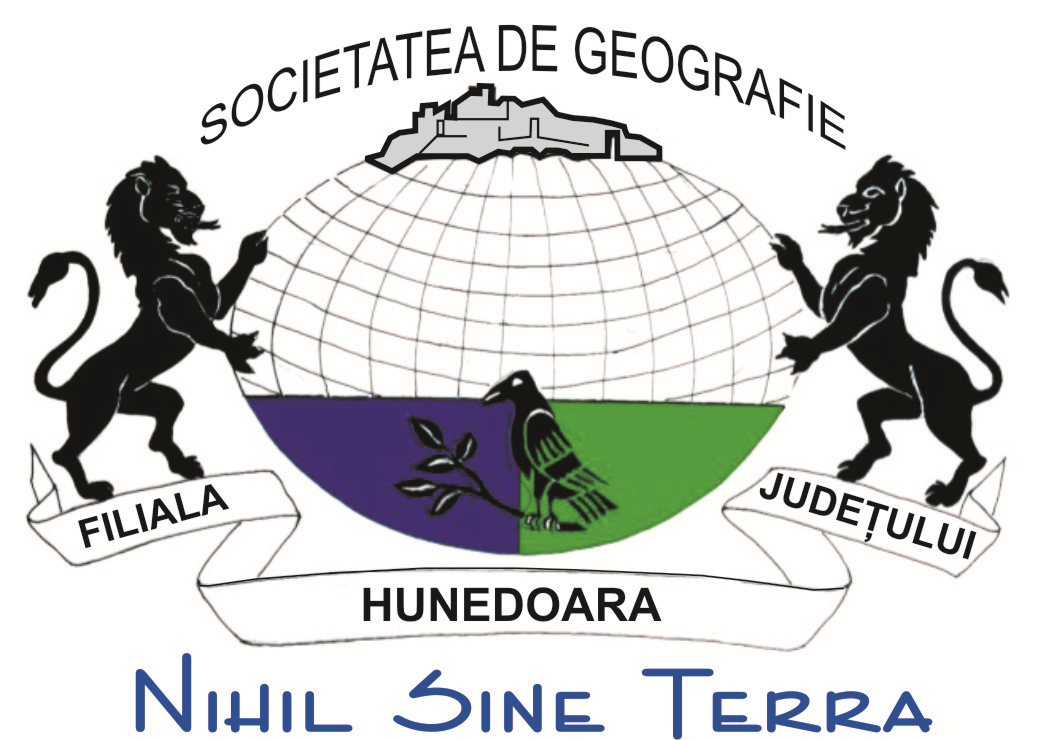 SOCIETATEA DE GEOGRAFIE
FILIALA
JUDEȚULUI
HUNEDOARA
NIHIL SINE TERRA